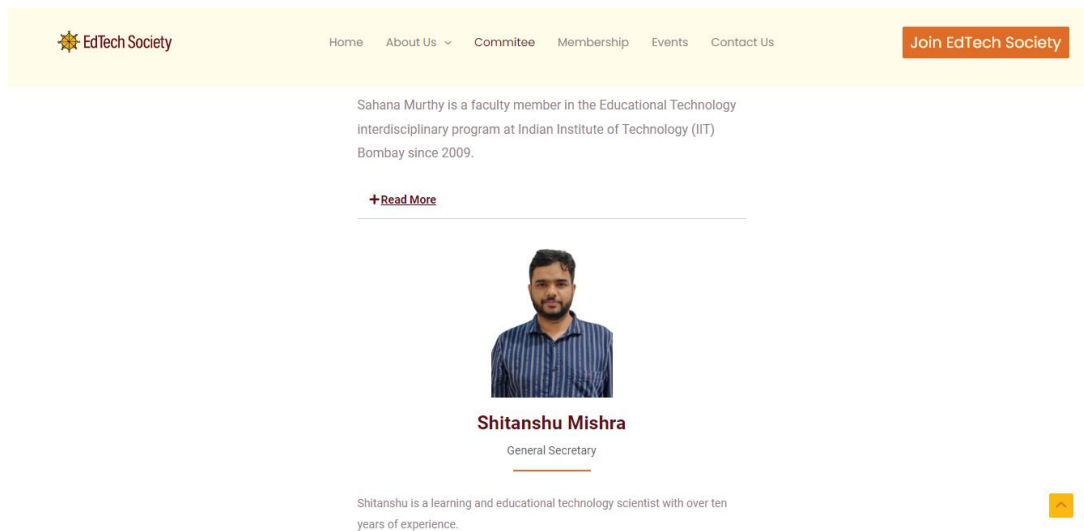 EdTech Society
Home About Us Commitee Membership Events Contact Us
Join EdTech Society
Sahana Murthy is a faculty member in the Educational Technology
interdisciplinary program at Indian Institute of Technology (IIT)
Bombay since 2009.
+Read More
Shitanshu Mishra
General Secretary
Shitanshu is a learning and educational technology scientist with over ten
years of experience.